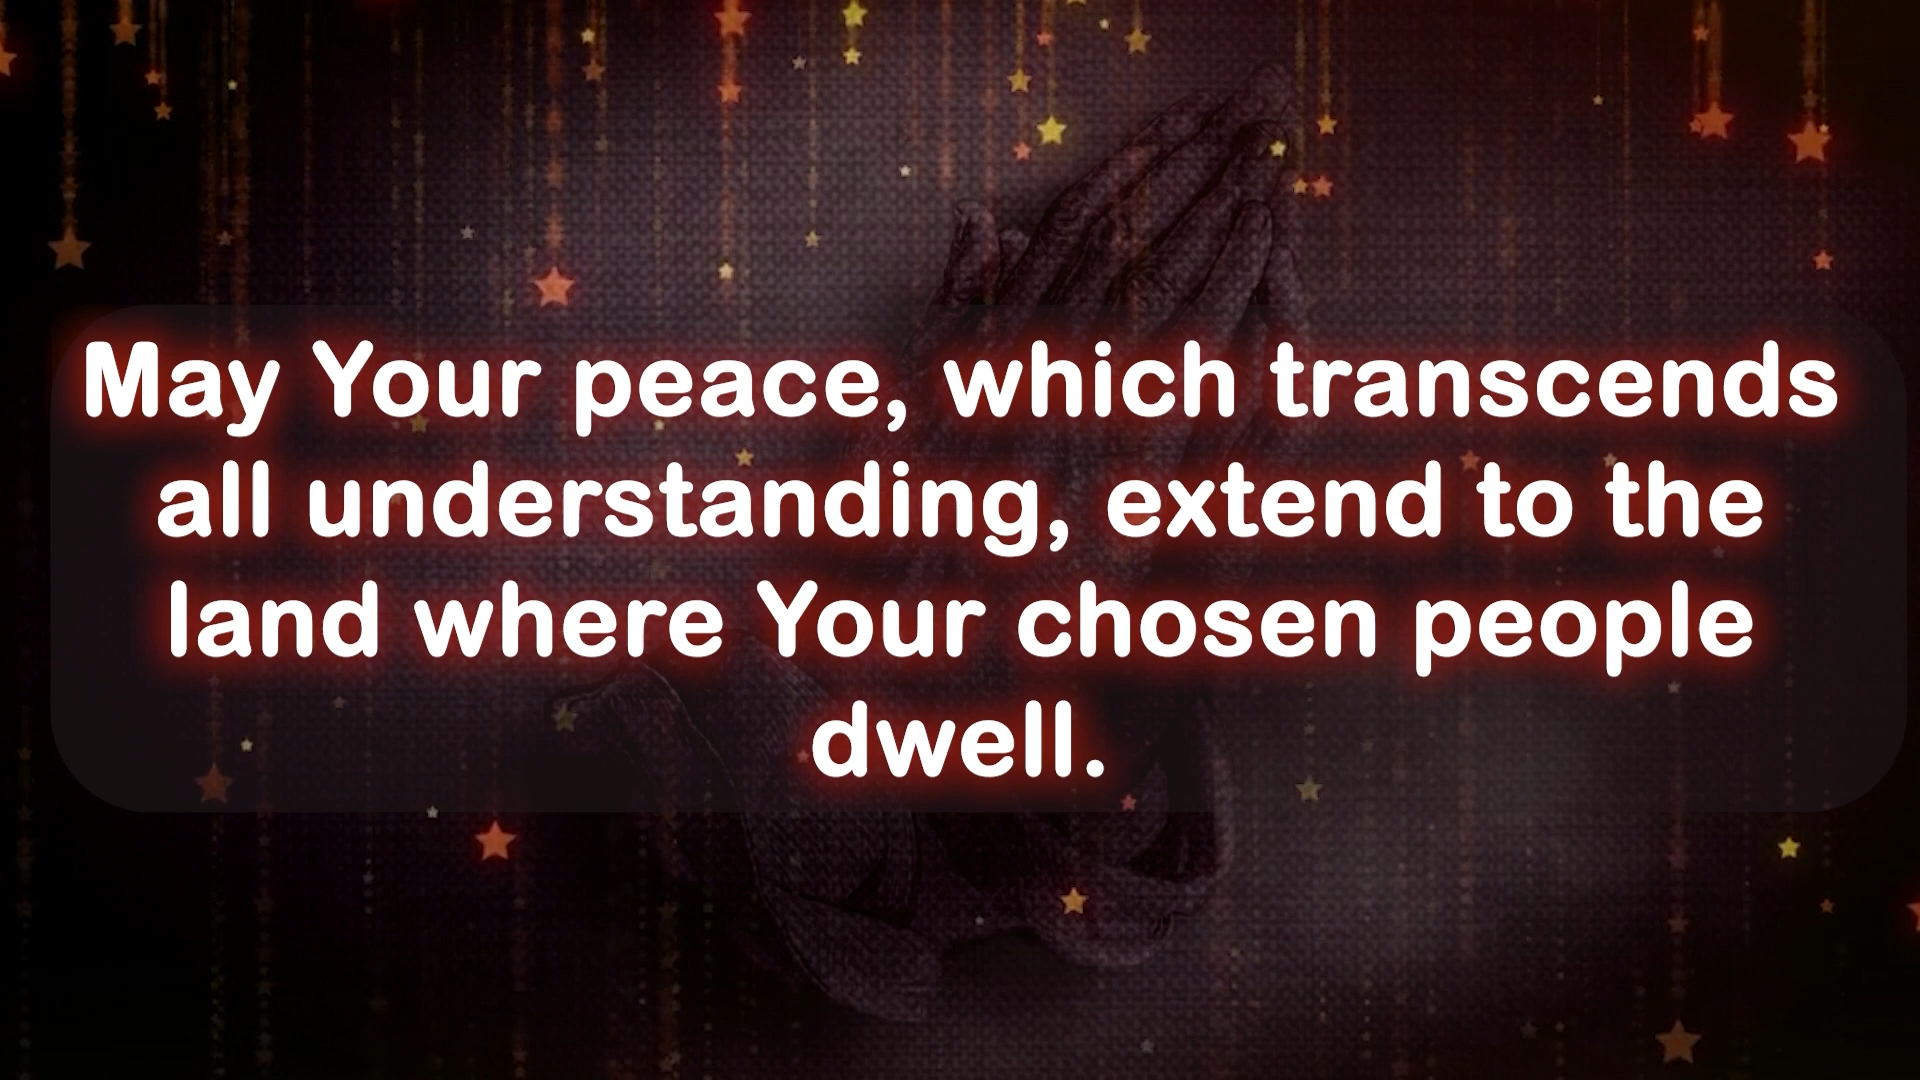 May Your peace, which transcends
all understanding, extend to the
land where Your chosen people
dwell.